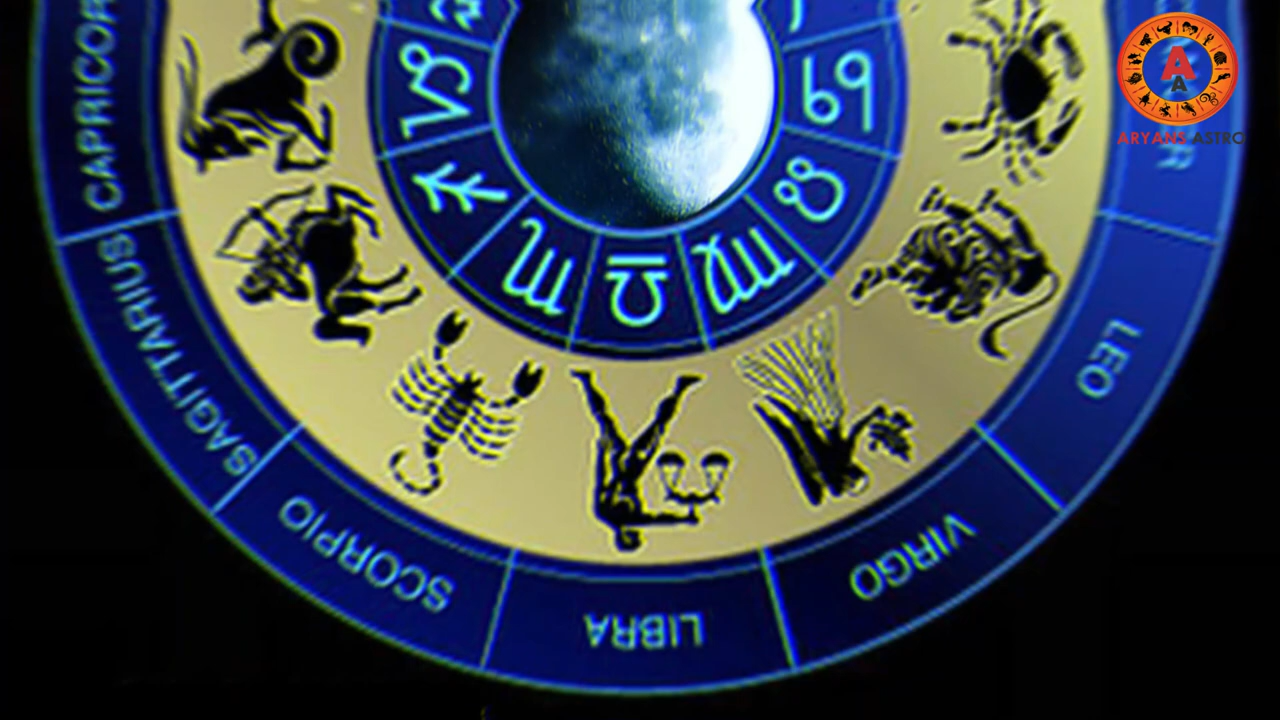 CAPRICOR
SAGITTARIUS
SCORPIO
LIBRA
VIRGO
LEO
R
A
A
ARYANS ASTRO